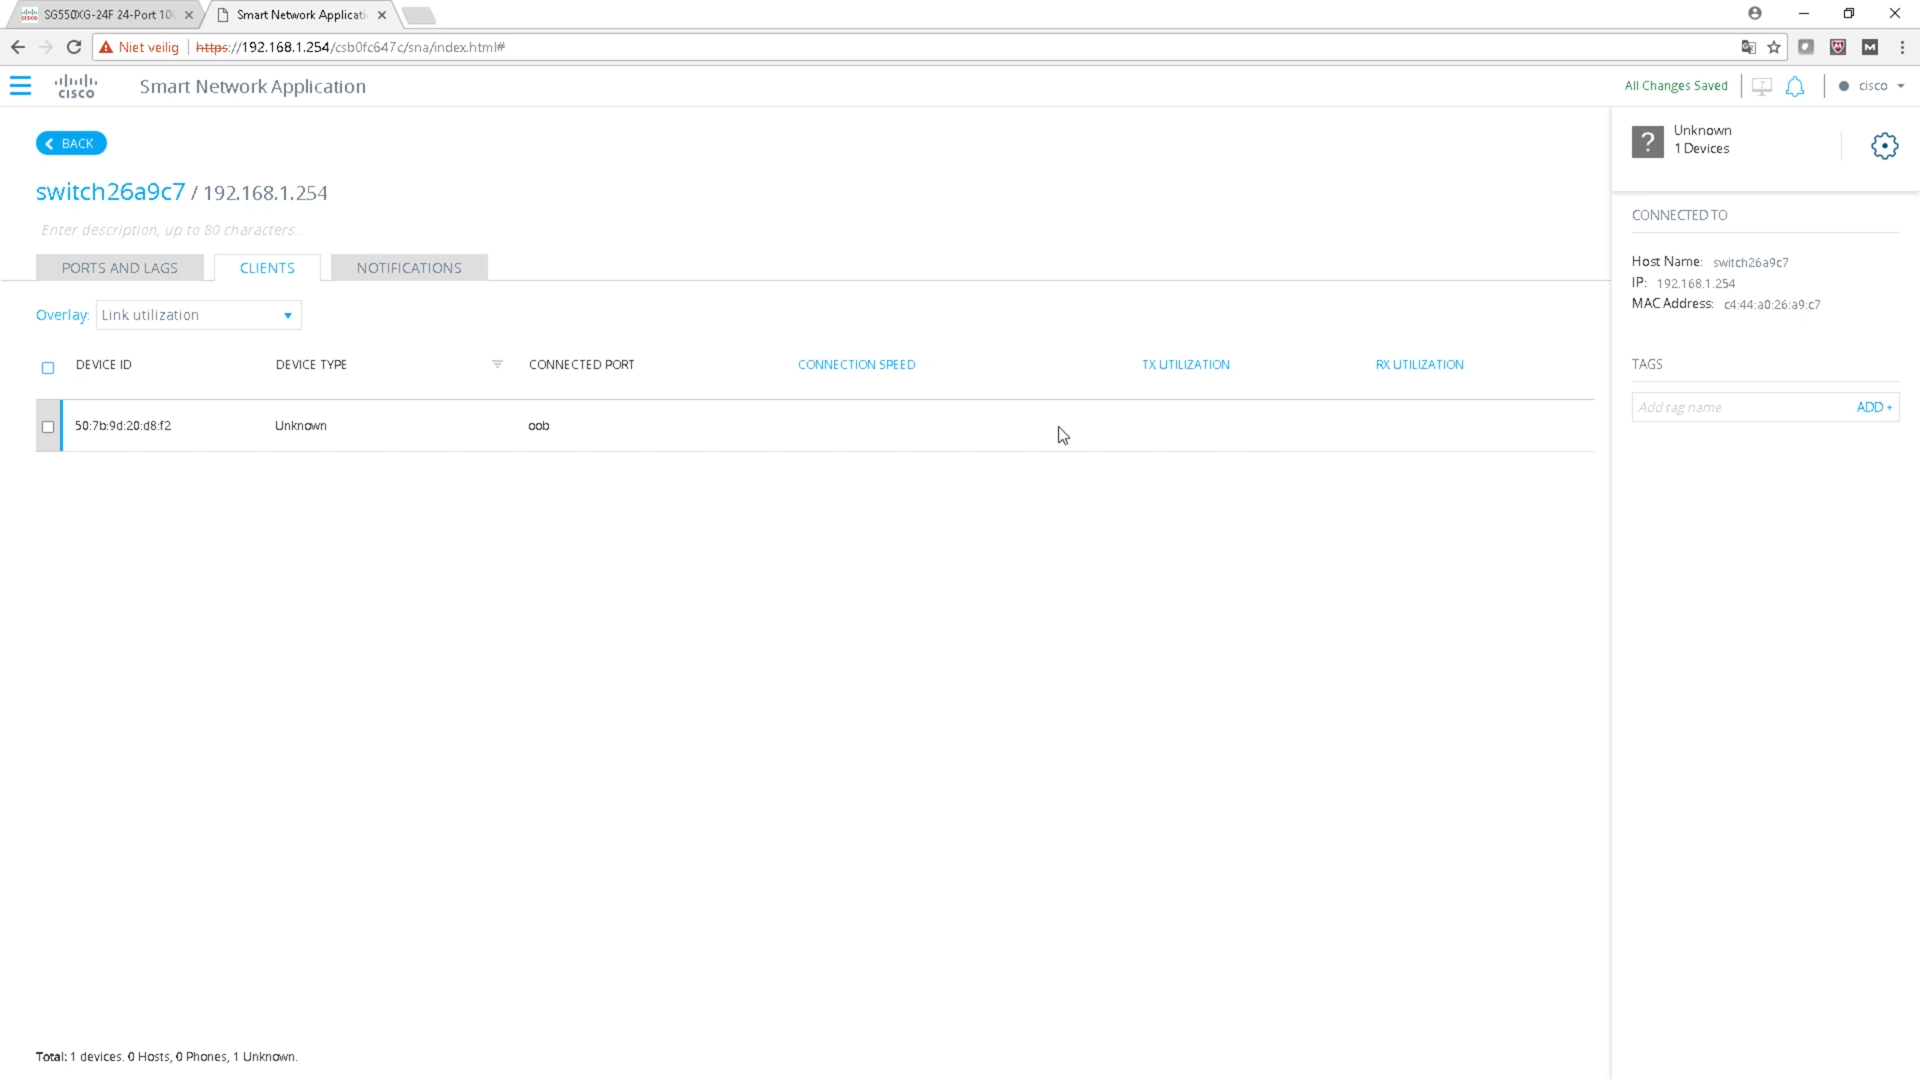 SG550XG-24F 24-Port 10G
Smart Network Applicati
Niet veilig
https://192.168.1.254/csb0fc647c/sna/index.html#
cisco
Smart Network Application
All Changes Saved
cisco
BACK
switch26a9c7 / 192.168.1.254
Enter description, up to 80 characters...
PORTS AND LAGS
CLIENTS
NOTIFICATIONS
Overlay:
Link utilization
DEVICE ID
DEVICE TYPE
CONNECTED PORT
CONNECTION SPEED
TX UTILIZATION
RX UTILIZATION
50:7b:9d:20:d8:f2
Unknown
oob
Total: 1 devices. 0 Hosts, 0 Phones, 1 Unknown.
?
Unknown
1 Devices
CONNECTED TO
Host Name: switch26a9c7
IP: 192.168.1.254
MAC Address: c4:44:a0:26:a9:c7
TAGS
Add tag name
ADD +